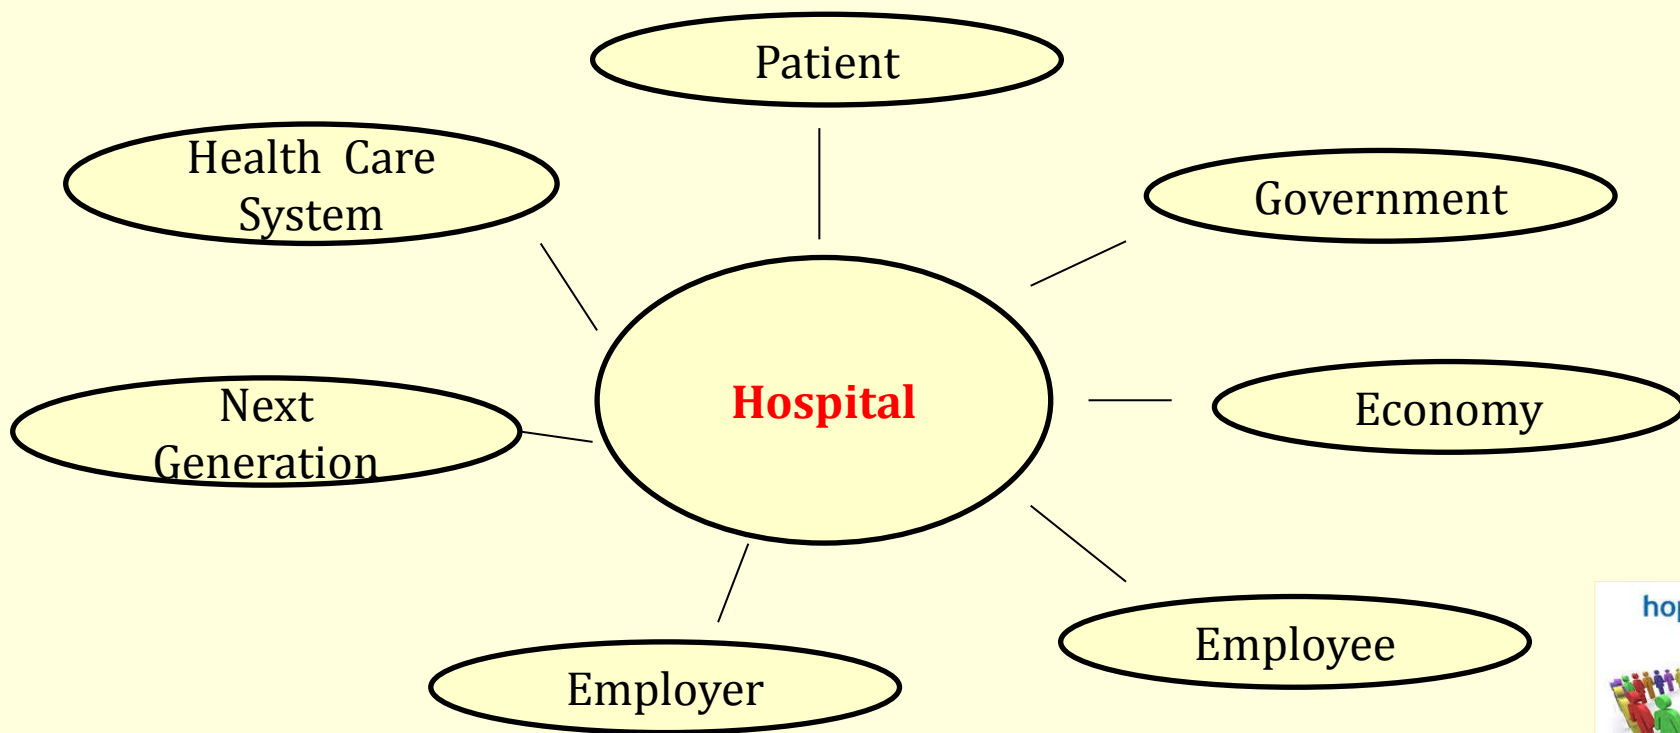 Patient
Health Care
System
Government
Hospital
Next
Generation
Economy
Employee
Employer